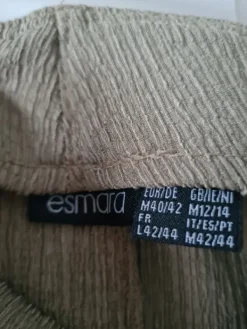 esmara
EUR/DE GB/IE/NI
M40/42 M12/14
FR IT/ES/PT
L42/44 M42/44